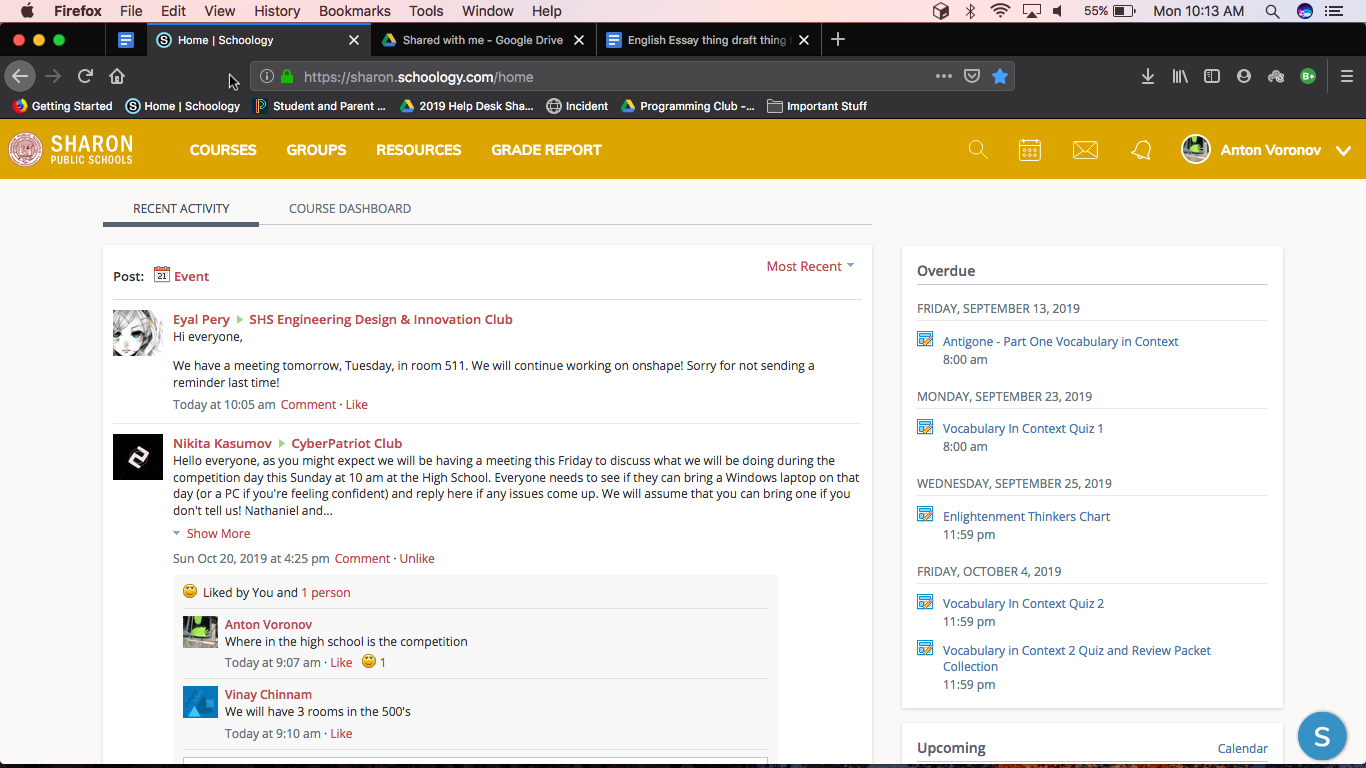 Firefox File Edit View History Bookmarks Tools Window Help 55% Mon 10:13 AM
Home | Schoology Shared with me - Google Drive English Essay thing draft thing
https://sharon.schoology.com/home
Getting Started Home | Schoology Student and Parent ... 2019 Help Desk Sha... Incident Programming Club -... Important Stuff
SHARON
PUBLIC SCHOOLS
COURSES GROUPS RESOURCES GRADE REPORT Anton Voronov
RECENT ACTIVITY COURSE DASHBOARD
Post: 21 Event Most Recent
Eyal Pery SHS Engineering Design & Innovation Club
Hi everyone,
We have a meeting tomorrow, Tuesday, in room 511. We will continue working on onshape! Sorry for not sending a
reminder last time!
Today at 10:05 am Comment · Like
Nikita Kasumov CyberPatriot Club
Hello everyone, as you might expect we will be having a meeting this Friday to discuss what we will be doing during the
competition day this Sunday at 10 am at the High School. Everyone needs to see if they can bring a Windows laptop on that
day (or a PC if you're feeling confident) and reply here if any issues come up. We will assume that you can bring one if you
don't tell us! Nathaniel and...
Show More
Sun Oct 20, 2019 at 4:25 pm Comment · Unlike
Liked by You and 1 person
Anton Voronov
Where in the high school is the competition
Today at 9:07 am · Like 1
Vinay Chinnam
We will have 3 rooms in the 500's
Today at 9:10 am · Like
Overdue
FRIDAY, SEPTEMBER 13, 2019
Antigone - Part One Vocabulary in Context
8:00 am
MONDAY, SEPTEMBER 23, 2019
Vocabulary In Context Quiz 1
8:00 am
WEDNESDAY, SEPTEMBER 25, 2019
Enlightenment Thinkers Chart
11:59 pm
FRIDAY, OCTOBER 4, 2019
Vocabulary In Context Quiz 2
11:59 pm
Vocabulary in Context 2 Quiz and Review Packet
Collection
11:59 pm
Upcoming Calendar
S